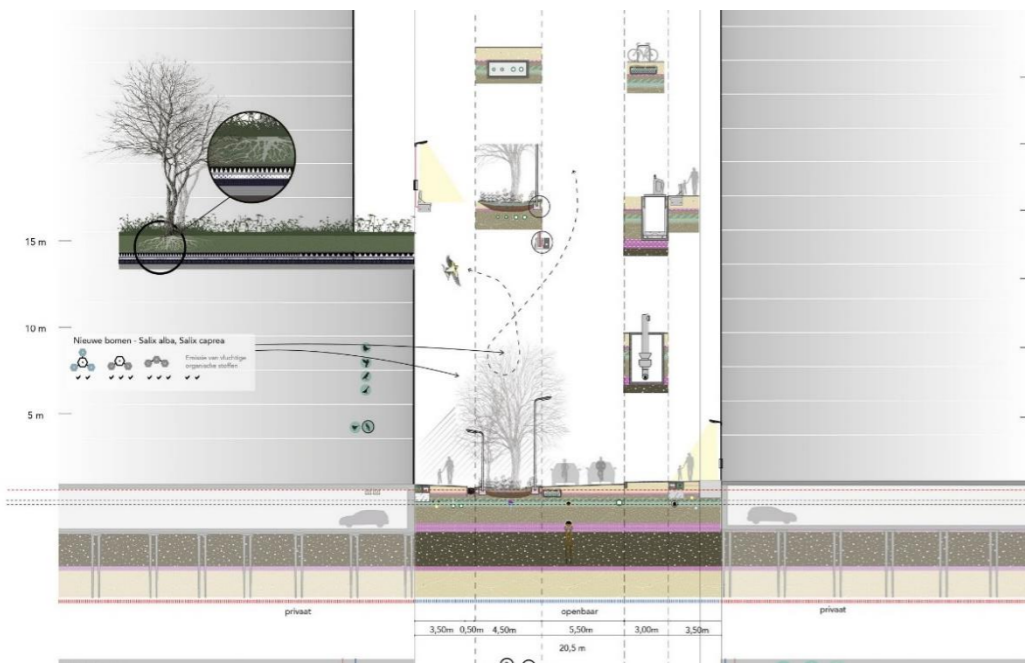 15 m
10 m
Nieuwe bomen - Salix alba, Salix caprea
Emissie van vluchtige
organische stoffen
5 m
privaat
openbaar
privaat
3,50m 0,50m 4,50m 5,50m 3,00m 3,50m
20,5 m